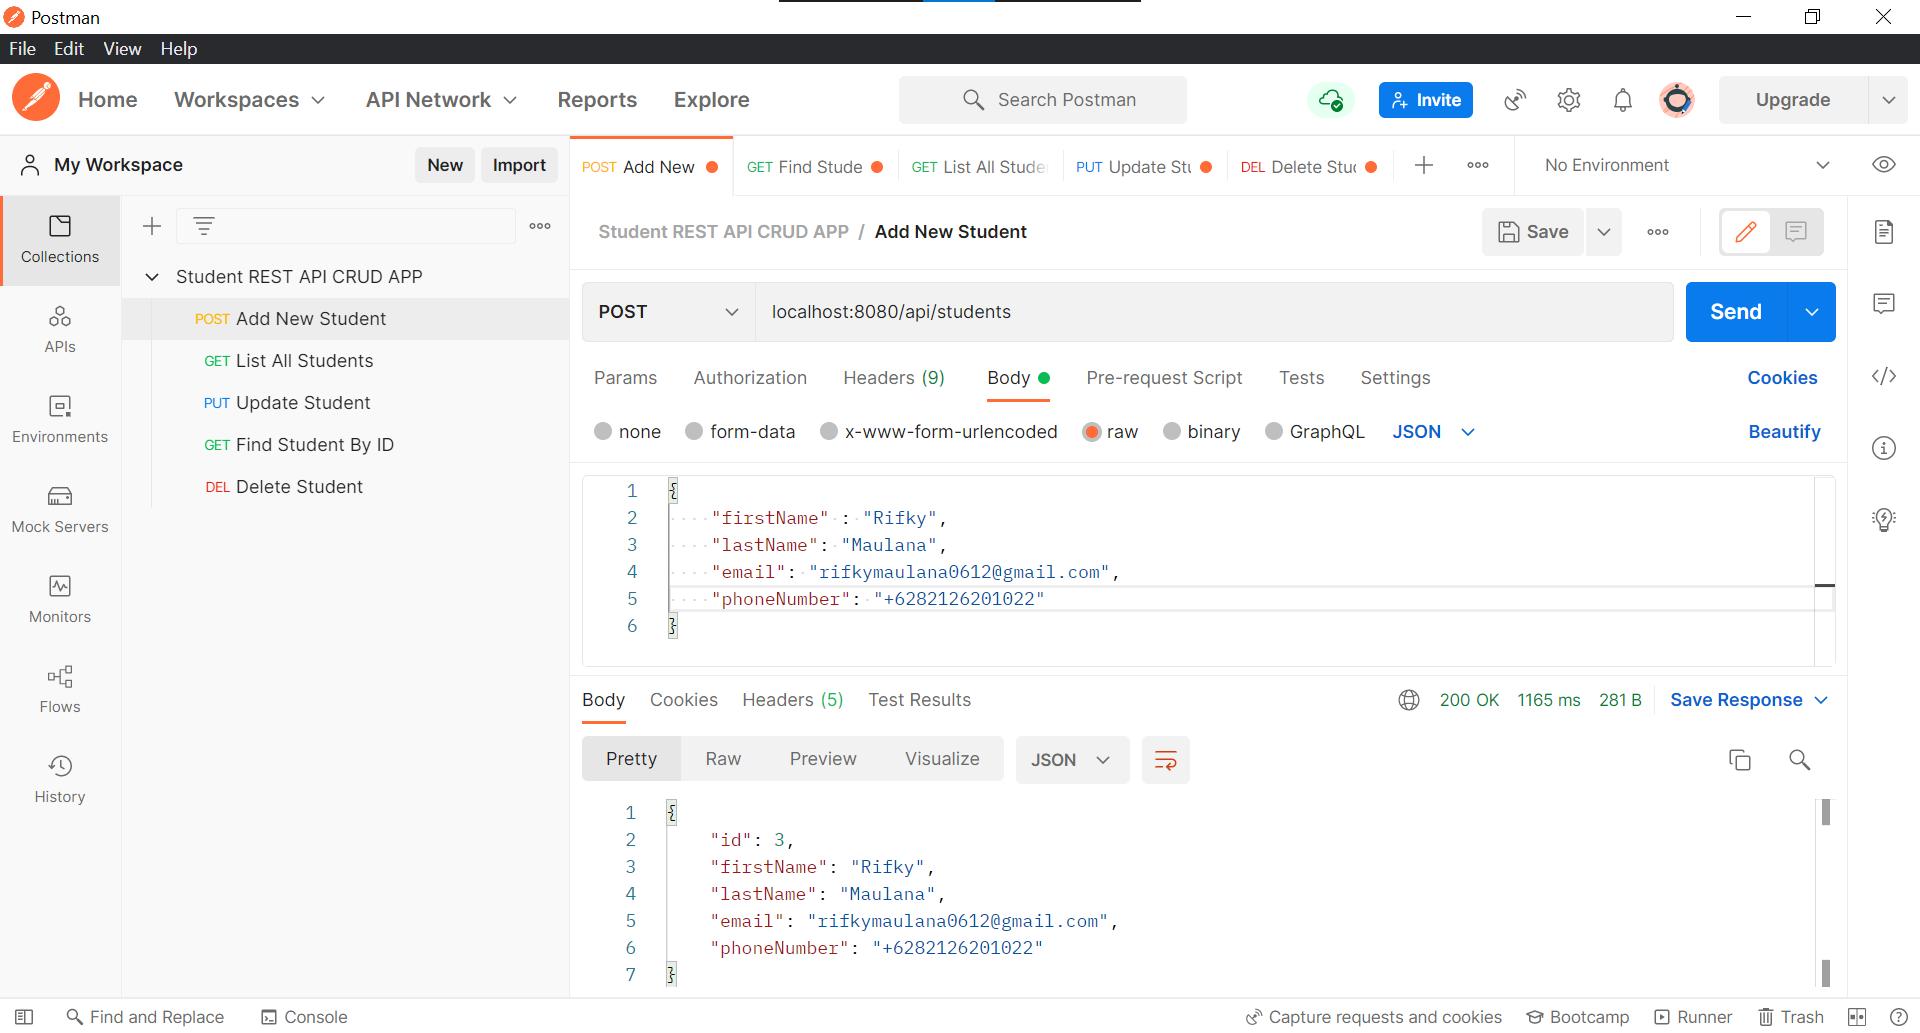 Postman
File Edit View Help
Home Workspaces API Network Reports Explore Search Postman Invite Upgrade
My Workspace New Import
POST Add New GET Find Stude GET List All Stude PUT Update Stu DEL Delete Stuc No Environment
Collections
APIs
Environments
Mock Servers
Monitors
Flows
History
Student REST API CRUD APP
POST Add New Student
GET List All Students
PUT Update Student
GET Find Student By ID
DEL Delete Student
Student REST API CRUD APP / Add New Student Save
POST localhost:8080/api/students Send
Params Authorization Headers (9) Body Pre-request Script Tests Settings Cookies
none form-data x-www-form-urlencoded raw binary GraphQL JSON Beautify
1 {
2 "firstName" : "Rifky",
3 "lastName": "Maulana",
4 "email": "rifkymaulana0612@gmail.com",
5 "phoneNumber": "+6282126201022"
6 }
Body Cookies Headers (5) Test Results 200 OK 1165 ms 281 B Save Response
Pretty Raw Preview Visualize JSON
1 {
2 "id": 3,
3 "firstName": "Rifky",
4 "lastName": "Maulana",
5 "email": "rifkymaulana0612@gmail.com",
6 "phoneNumber": "+6282126201022"
7 }
Find and Replace Console Capture requests and cookies Bootcamp Runner Trash